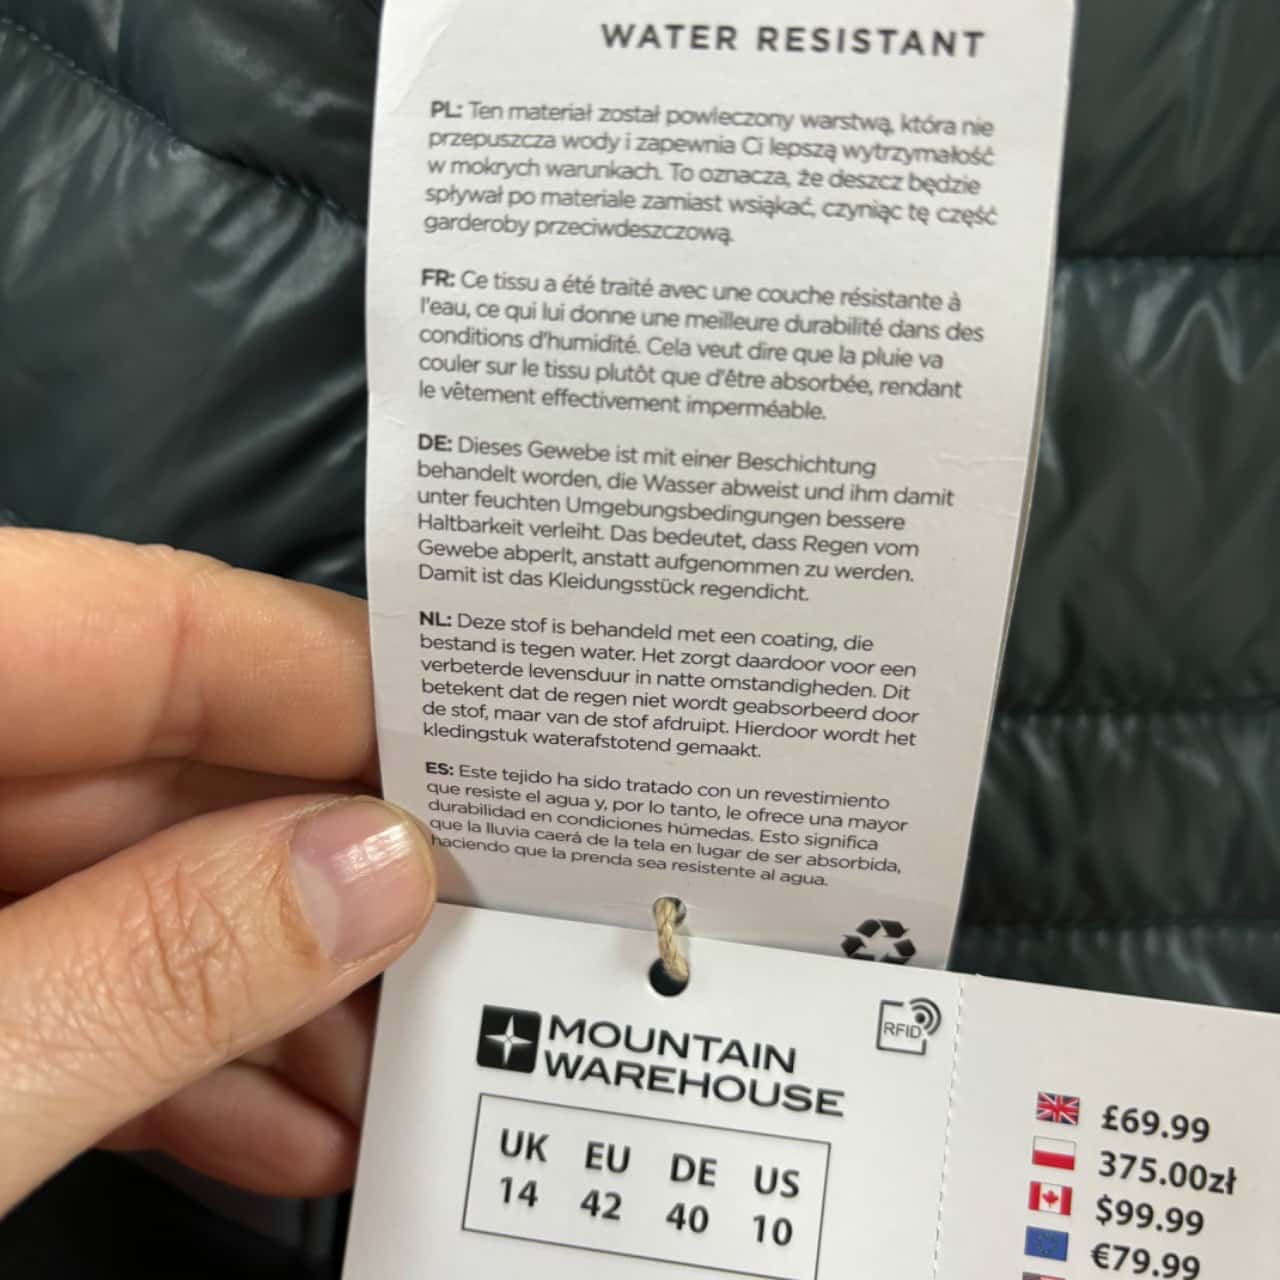 WATER RESISTANT
PL: Ten materiał został powleczony warstwą, która nie
przepuszcza wody i zapewnia Ci lepszą wytrzymałość
w mokrych warunkach. To oznacza, że deszcz będzie
spływał po materiale zamiast wsiąkać, czyniąc tę część
garderoby przeciwdeszczową.
FR: Ce tissu a été traité avec une couche résistante à
l'eau, ce qui lui donne une meilleure durabilité dans des
conditions d'humidité. Cela veut dire que la pluie va
couler sur le tissu plutôt que d'être absorbée, rendant
le vêtement effectivement imperméable.
DE: Dieses Gewebe ist mit einer Beschichtung
behandelt worden, die Wasser abweist und ihm damit
unter feuchten Umgebungsbedingungen bessere
Haltbarkeit verleiht. Das bedeutet, dass Regen vom
Gewebe abperlt, anstatt aufgenommen zu werden.
Damit ist das Kleidungsstück regendicht.
NL: Deze stof is behandeld met een coating, die
bestand is tegen water. Het zorgt daardoor voor een
verbeterde levensduur in natte omstandigheden. Dit
betekent dat de regen niet wordt geabsorbeerd door
de stof, maar van de stof afdruipt. Hierdoor wordt het
kledingstuk waterafstotend gemaakt.
ES: Este tejido ha sido tratado con un revestimiento
que resiste el agua y, por lo tanto, le ofrece una mayor
durabilidad en condiciones húmedas. Esto significa
que la lluvia caerá de la tela en lugar de ser absorbida,
haciendo que la prenda sea resistente al agua.
MOUNTAIN
WAREHOUSE
RFID
UK EU DE US
14 42 40 10
£69.99
375.00zł
$99.99
€79.99